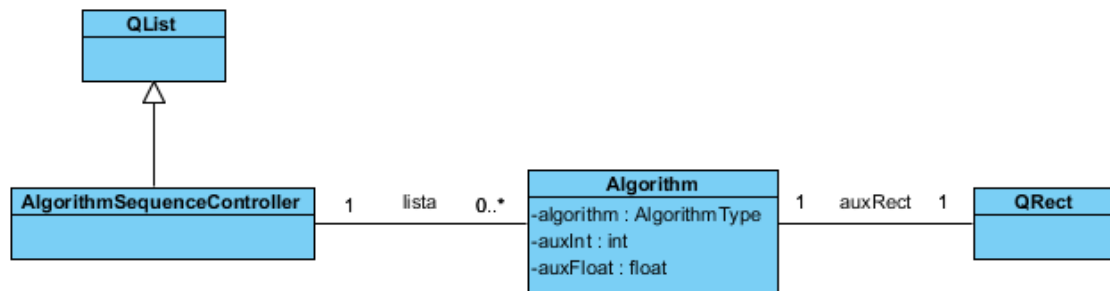 QList
AlgorithmSequenceController
1 lista 0..*
Algorithm
-algorithm : AlgorithmType
-auxInt : int
-auxFloat : float
1 auxRect 1
QRect